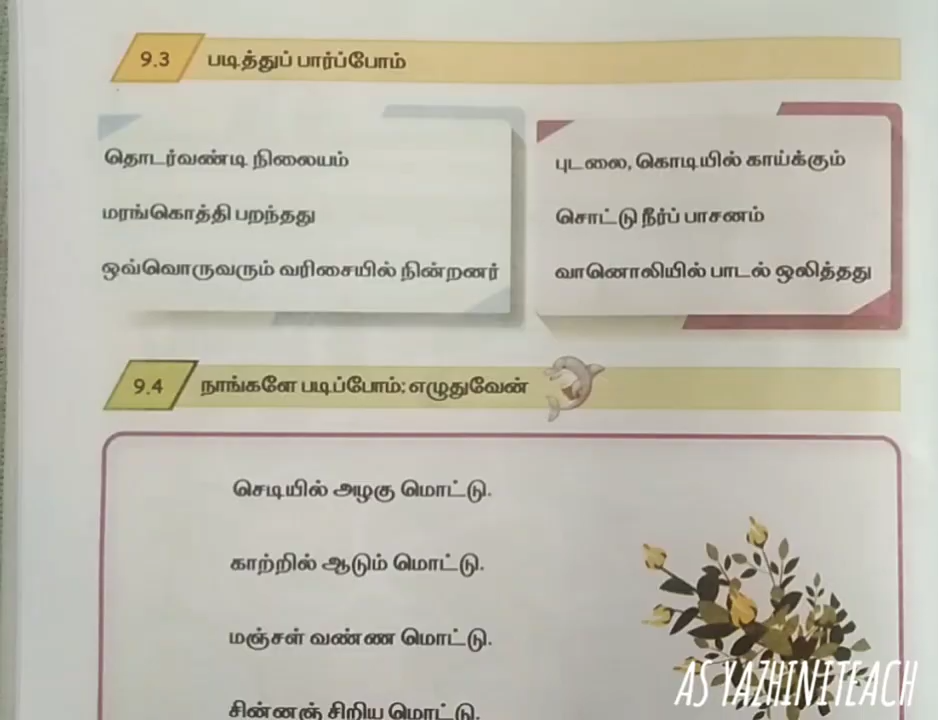 9.3 படித்துப் பார்ப்போம்
தொடர்வண்டி நிலையம்
மரங்கொத்தி பறந்தது
ஒவ்வொருவரும் வரிசையில் நின்றனர்
புடலை, கொடியில் காய்க்கும்
சொட்டு நீர்ப் பாசனம்
வானொலியில் பாடல் ஒலித்தது
9.4 நாங்களே படிப்போம்; எழுதுவேன்
செடியில் அழகு மொட்டு.
காற்றில் ஆடும் மொட்டு.
மஞ்சள் வண்ண மொட்டு.
சின்னஞ் சிறிய மொட்டு.
AS YAZHINITEACH